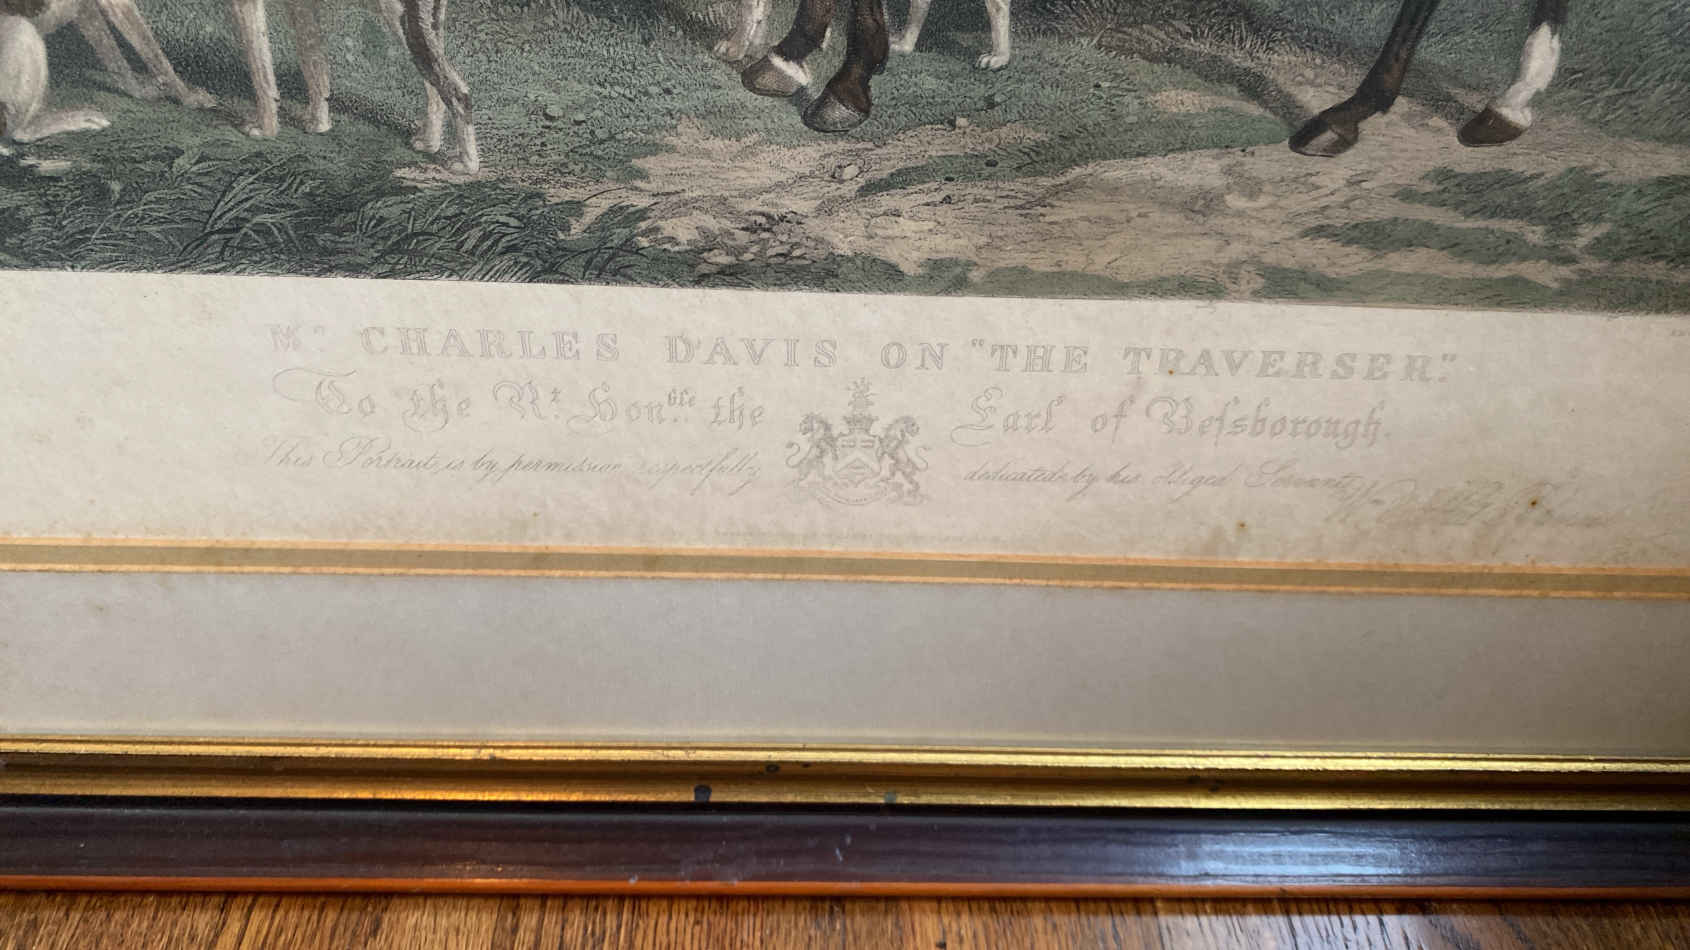 Mr. CHARLES DAVIS ON "THE TRAVERSER."
To the Rt. Honble. the Earl of Beſsborough.
This Portrait, is by permission respectfully dedicated, by his obliged Servant,